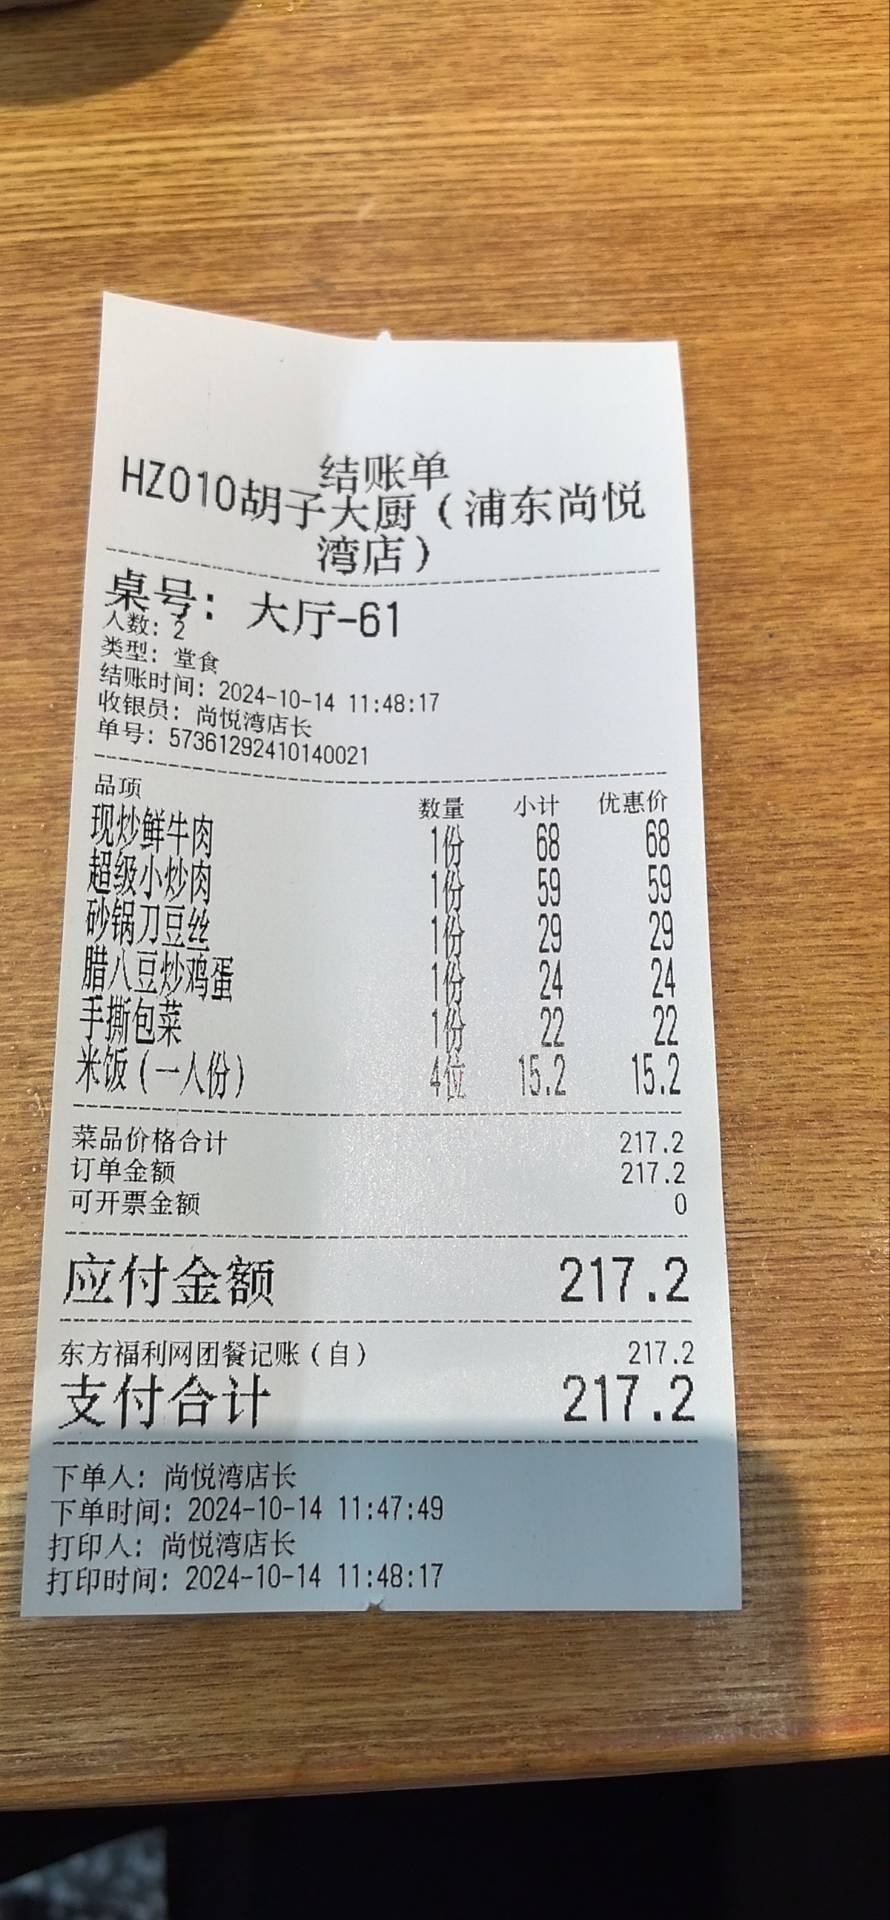 结账单
HZ010胡子大厨（浦东尚悦
湾店）
桌号：大厅-61
人数：2
类型：堂食
结账时间：2024-10-14 11:48:17
收银员：尚悦湾店长
单号：57361292410140021
品项 数量 小计 优惠价
现炒鲜牛肉 1份 68 68
超级小炒肉 1份 59 59
砂锅刀豆丝 1份 29 29
腊八豆炒鸡蛋 1份 24 24
手撕包菜 1份 22 22
米饭（一人份） 4位 15.2 15.2
菜品价格合计 217.2
订单金额 217.2
可开票金额 0
应付金额 217.2
东方福利网团餐记账（自） 217.2
支付合计 217.2
下单人：尚悦湾店长
下单时间：2024-10-14 11:47:49
打印人：尚悦湾店长
打印时间：2024-10-14 11:48:17